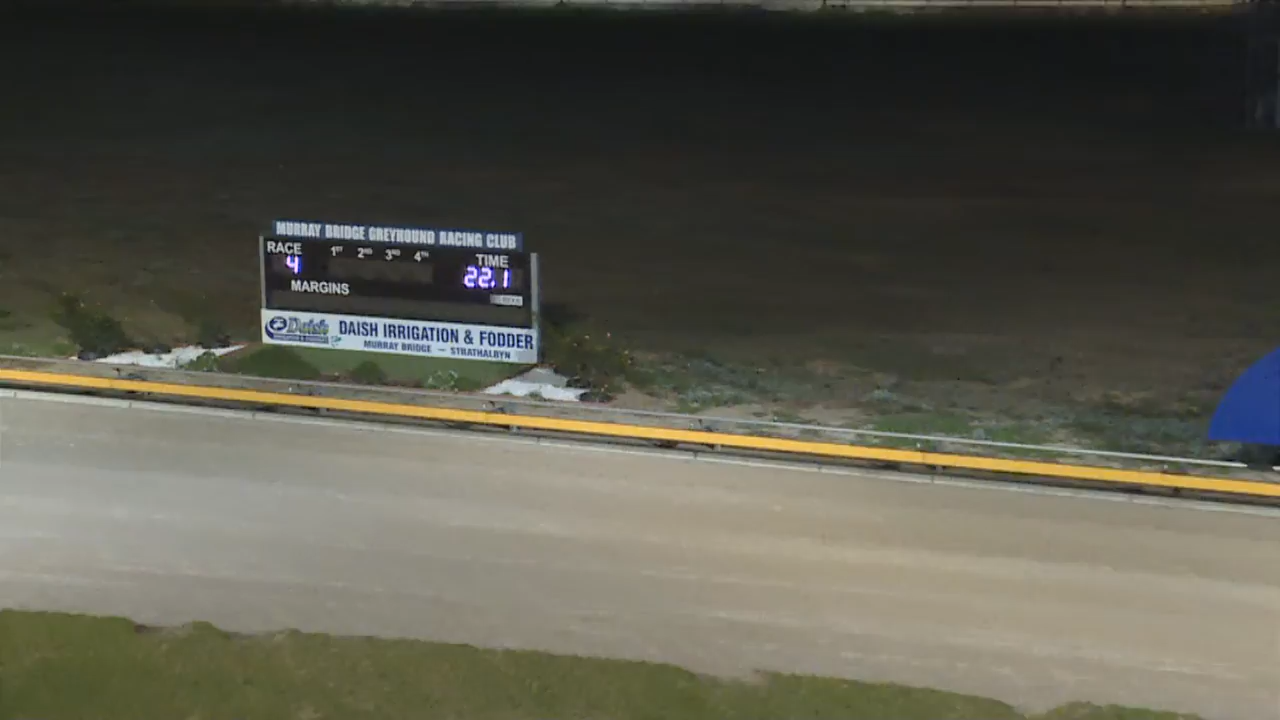 MURRAY BRIDGE GREYHOUND RACING CLUB
RACE 1ST 2ND 3RD 4TH TIME
4 22.1
MARGINS
Daish DAISH IRRIGATION & FODDER
MURRAY BRIDGE — STRATHALBYN